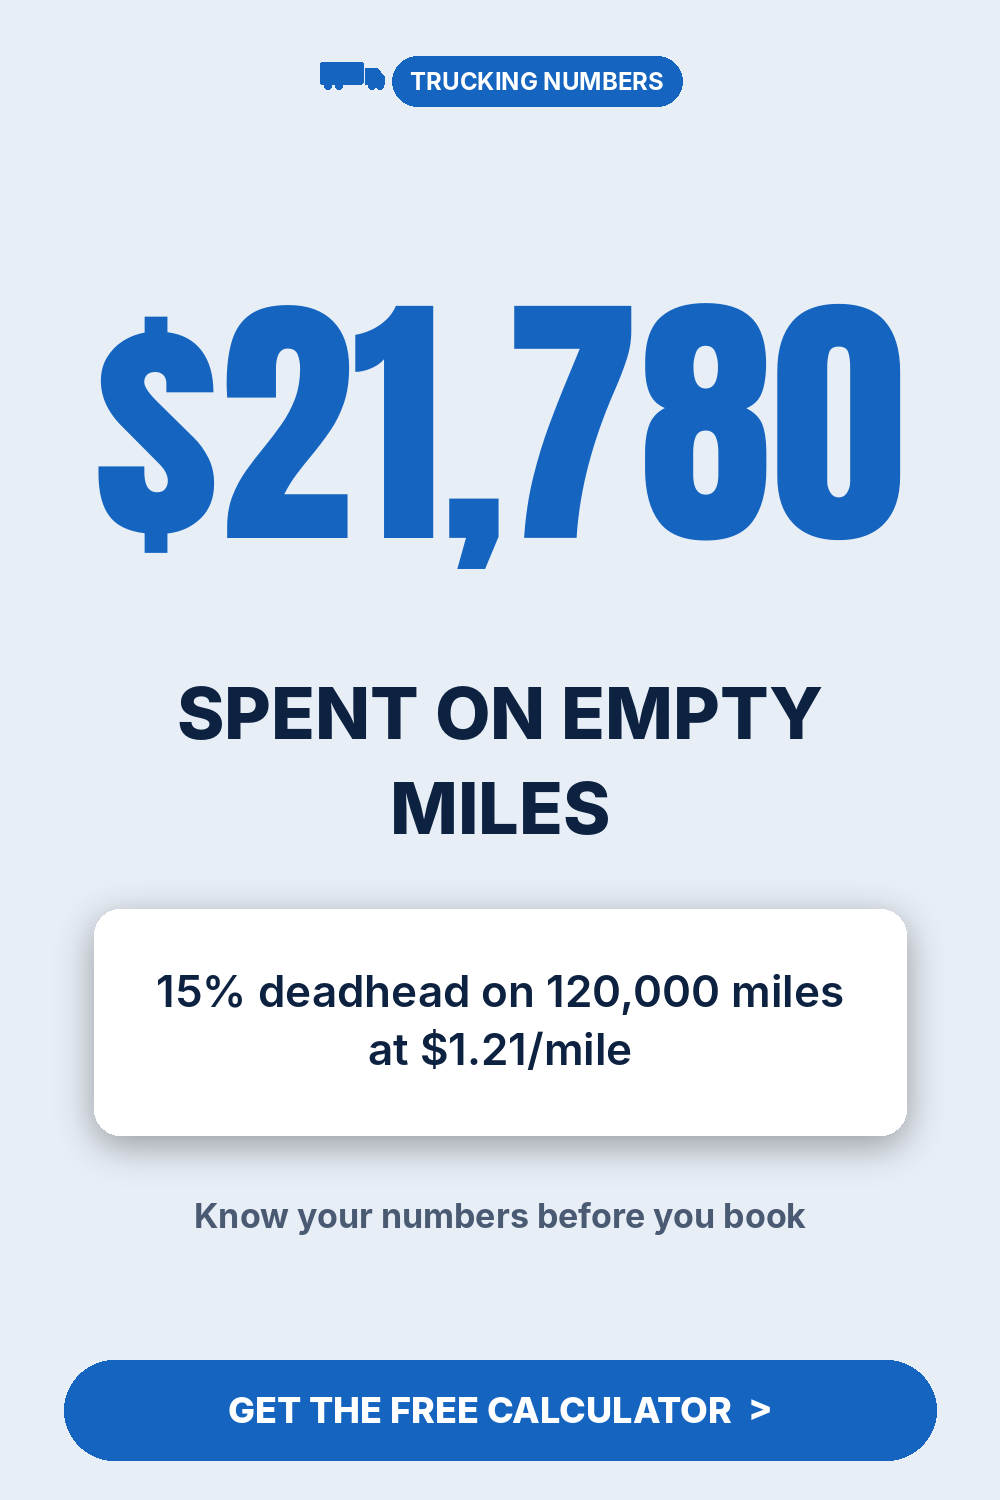 TRUCKING NUMBERS
$21,780
SPENT ON EMPTY
MILES
15% deadhead on 120,000 miles
at $1.21/mile
Know your numbers before you book
GET THE FREE CALCULATOR >